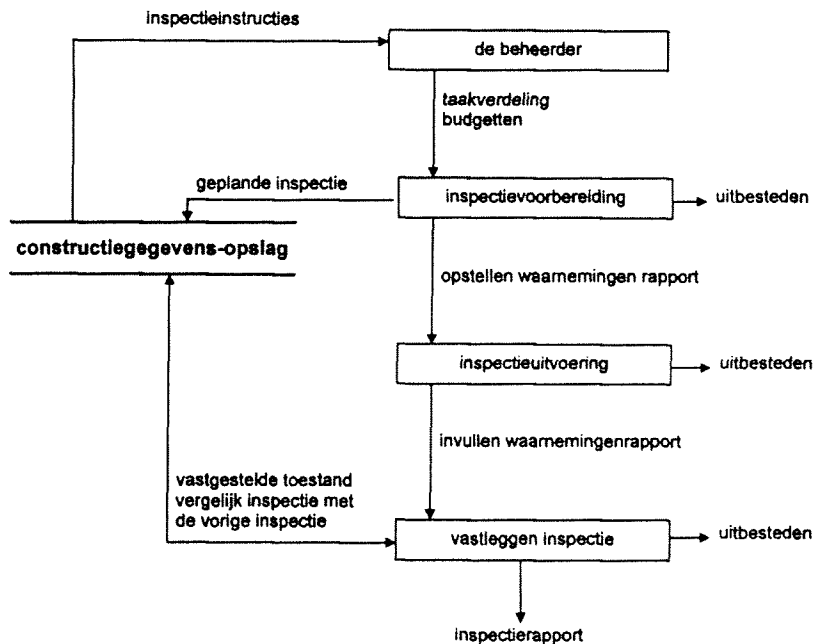 inspectieinstructies
de beheerder
taakverdeling
budgetten
geplande inspectie
inspectievoorbereiding
uitbesteden
constructiegegevens-opslag
opstellen waarnemingen rapport
inspectieuitvoering
uitbesteden
invullen waarnemingenrapport
vastgestelde toestand
vergelijk inspectie met
de vorige inspectie
vastleggen inspectie
uitbesteden
inspectierapport